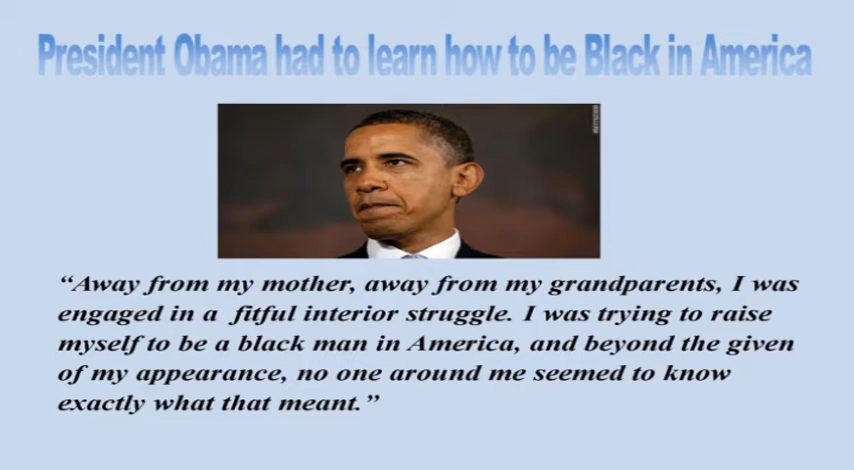 President Obama had to learn how to be Black in America
“Away from my mother, away from my grandparents, I was
engaged in a fitful interior struggle. I was trying to raise
myself to be a black man in America, and beyond the given
of my appearance, no one around me seemed to know
exactly what that meant.”